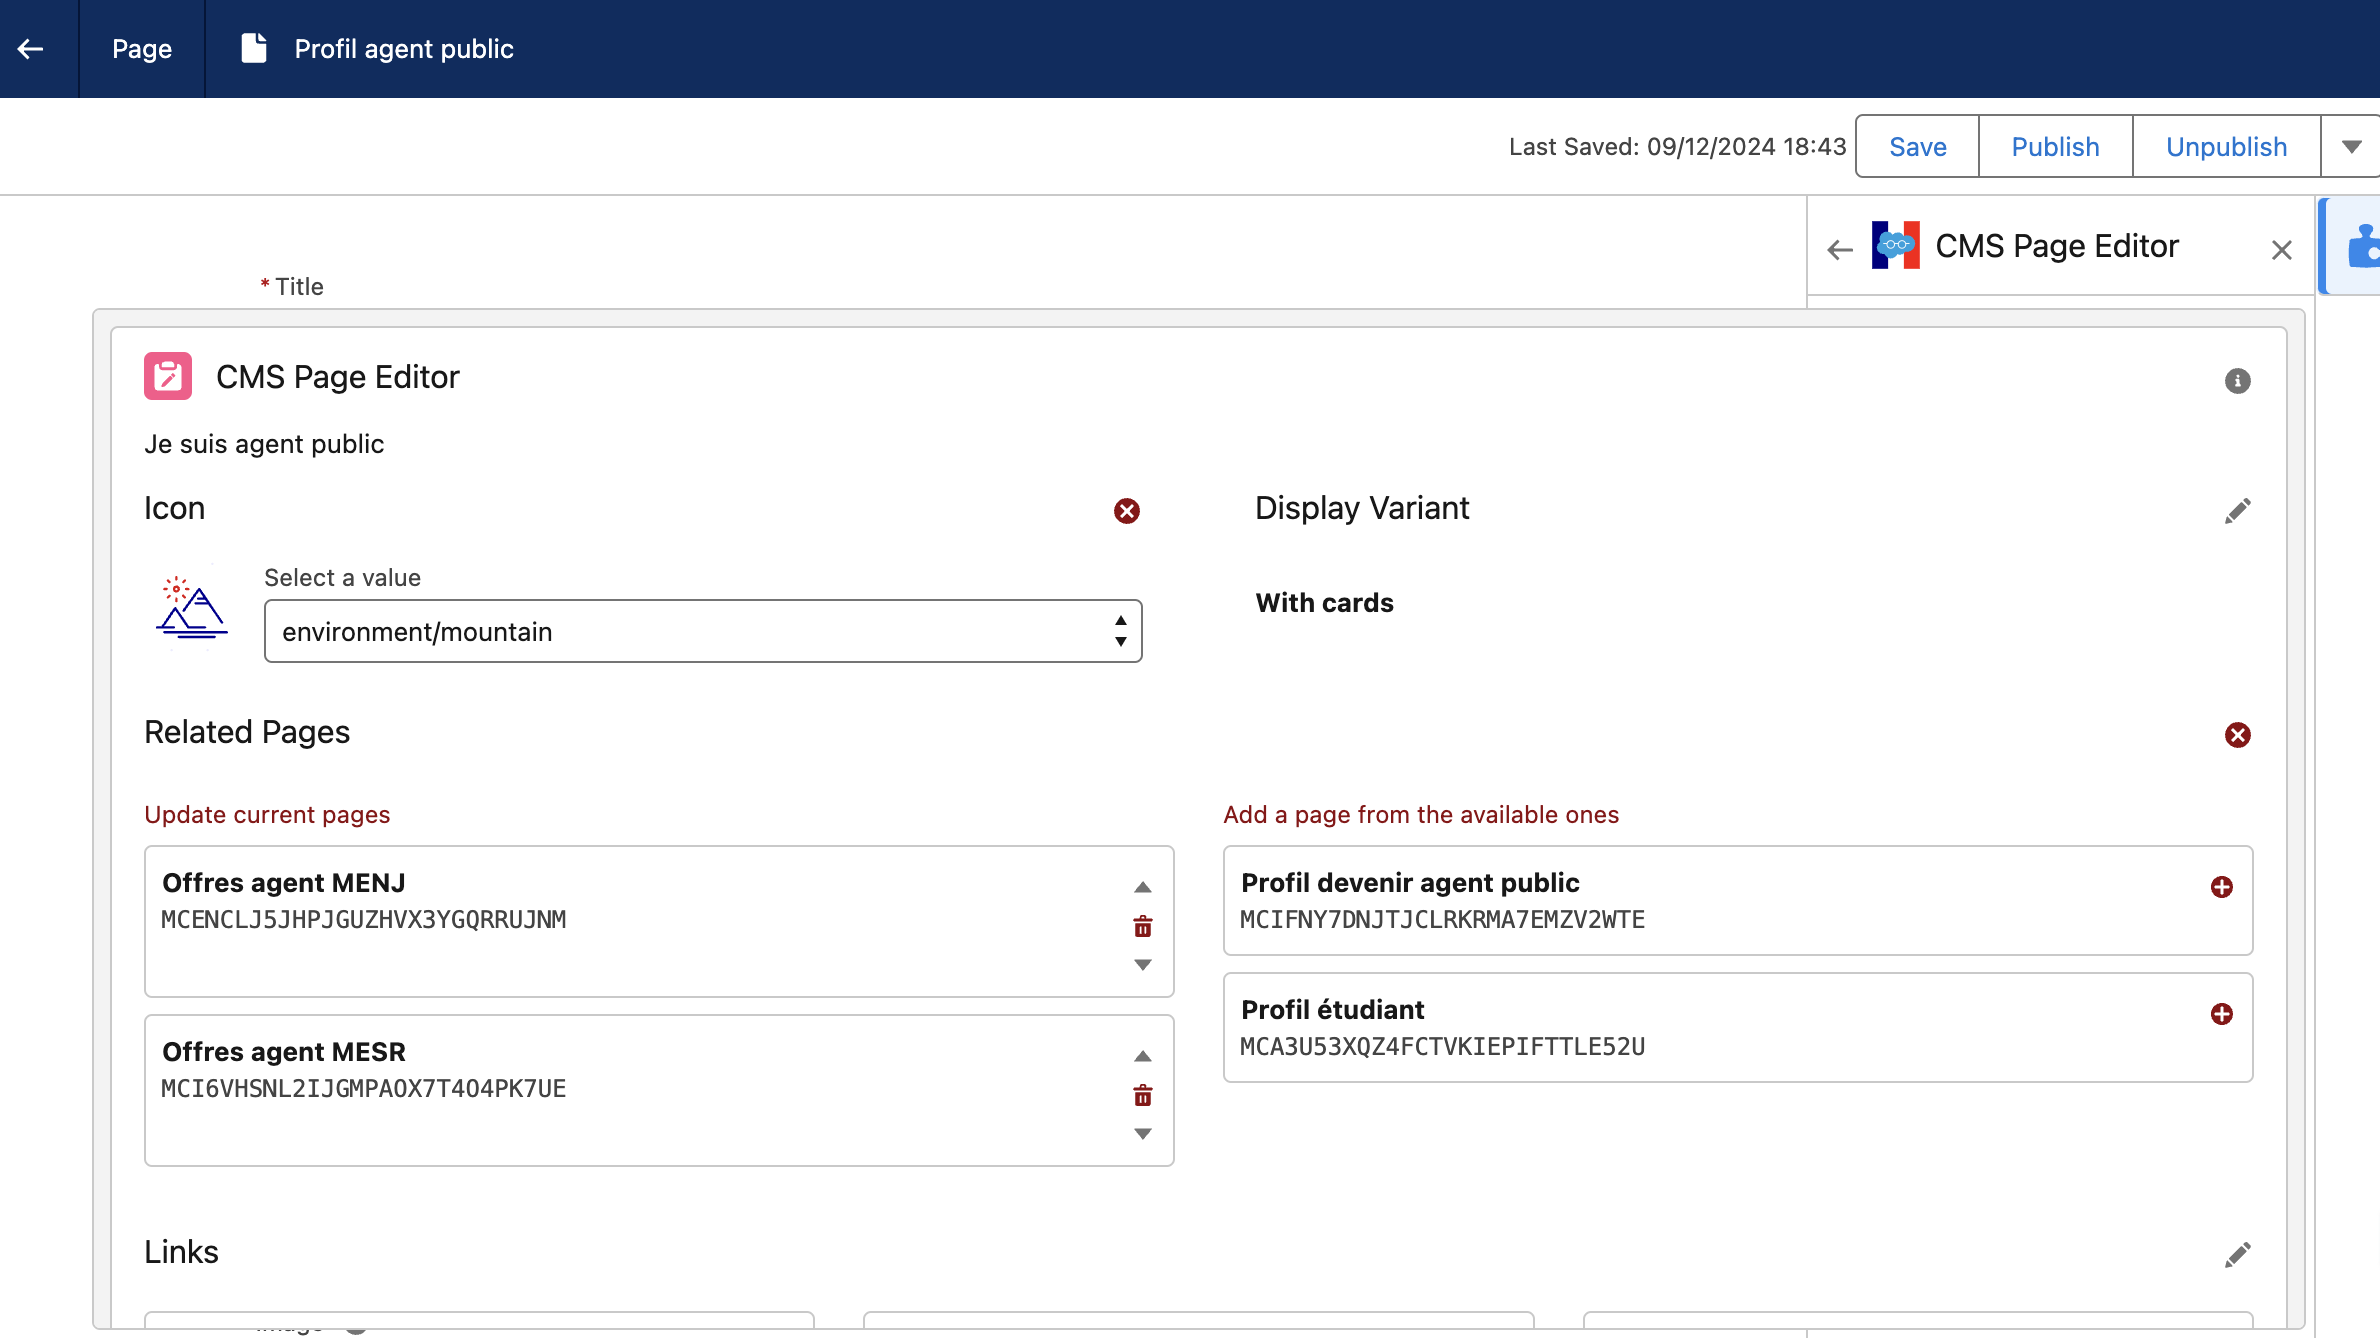 Page
Profil agent public
Last Saved: 09/12/2024 18:43
Save
Publish
Unpublish
CMS Page Editor
* Title
CMS Page Editor
Je suis agent public
Icon
Display Variant
Select a value
environment/mountain
With cards
Related Pages
Update current pages
Add a page from the available ones
Offres agent MENJ
MCENCLJ5JHPJGUZHVX3YGQRRUJNM
Profil devenir agent public
MCIFNY7DNJTJCLRKRMA7EMZV2WTE
Profil étudiant
MCA3U53XQZ4FCTVKIEPIFTTLE52U
Offres agent MESR
MCI6VHSNL2IJGMPAOX7T4O4PK7UE
Links